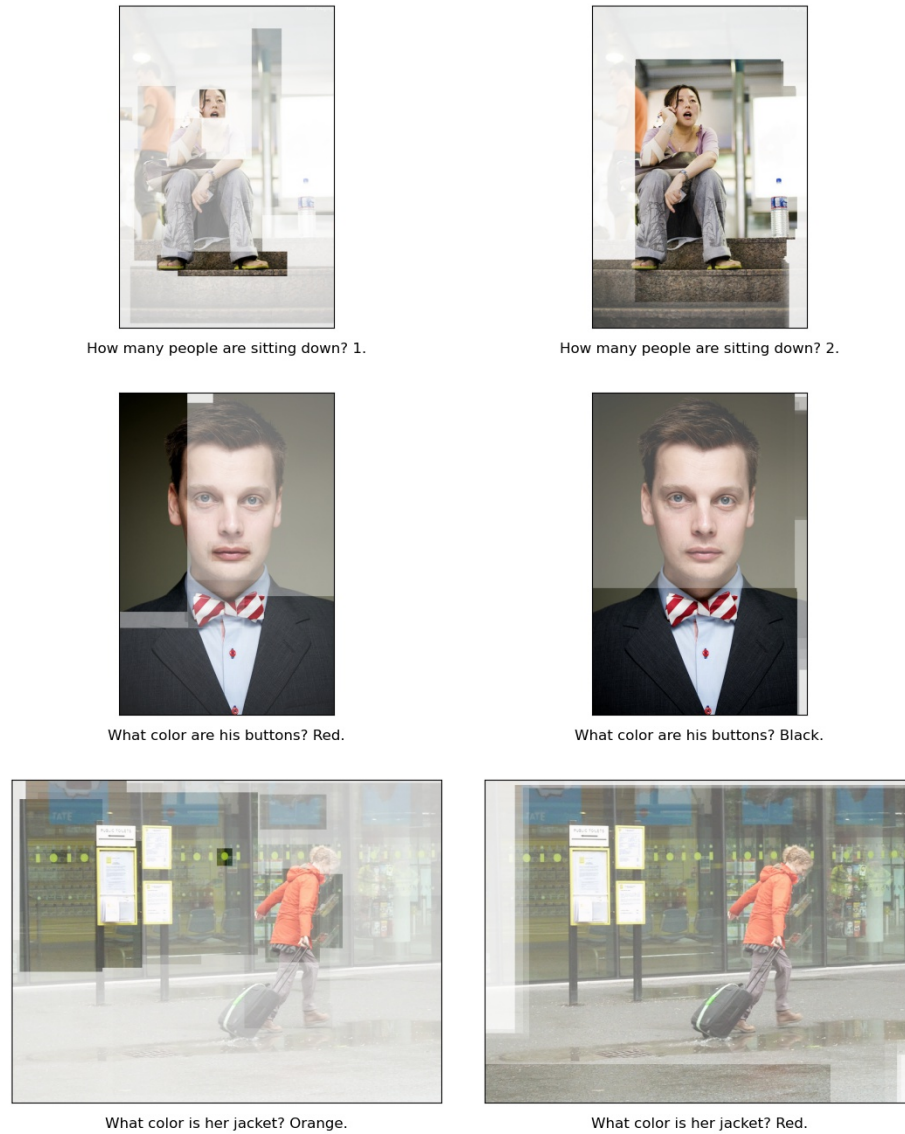 How many people are sitting down? 1.
How many people are sitting down? 2.
What color are his buttons? Red.
What color are his buttons? Black.
What color is her jacket? Orange.
What color is her jacket? Red.